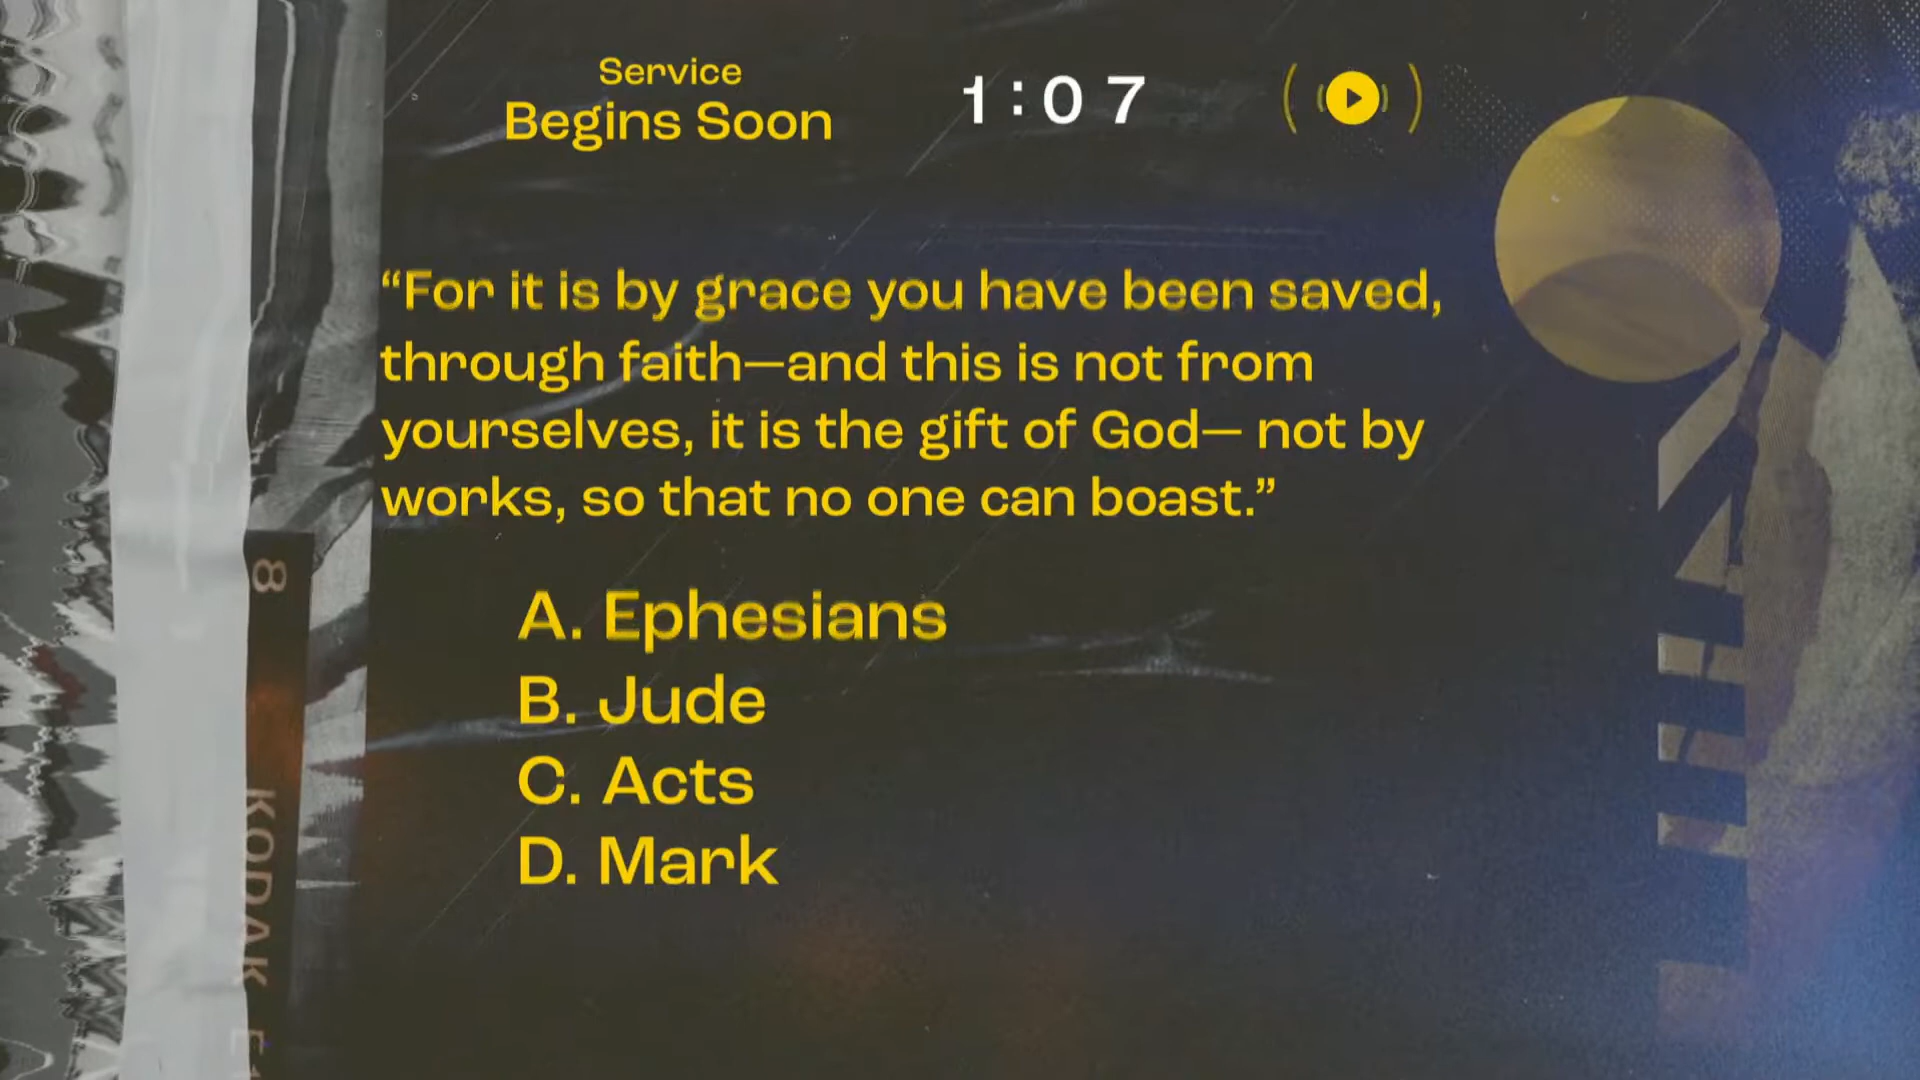 Service
Begins Soon
1:07
“For it is by grace you have been saved,
through faith—and this is not from
yourselves, it is the gift of God— not by
works, so that no one can boast.”
A. Ephesians
B. Jude
C. Acts
D. Mark
8
KODAK